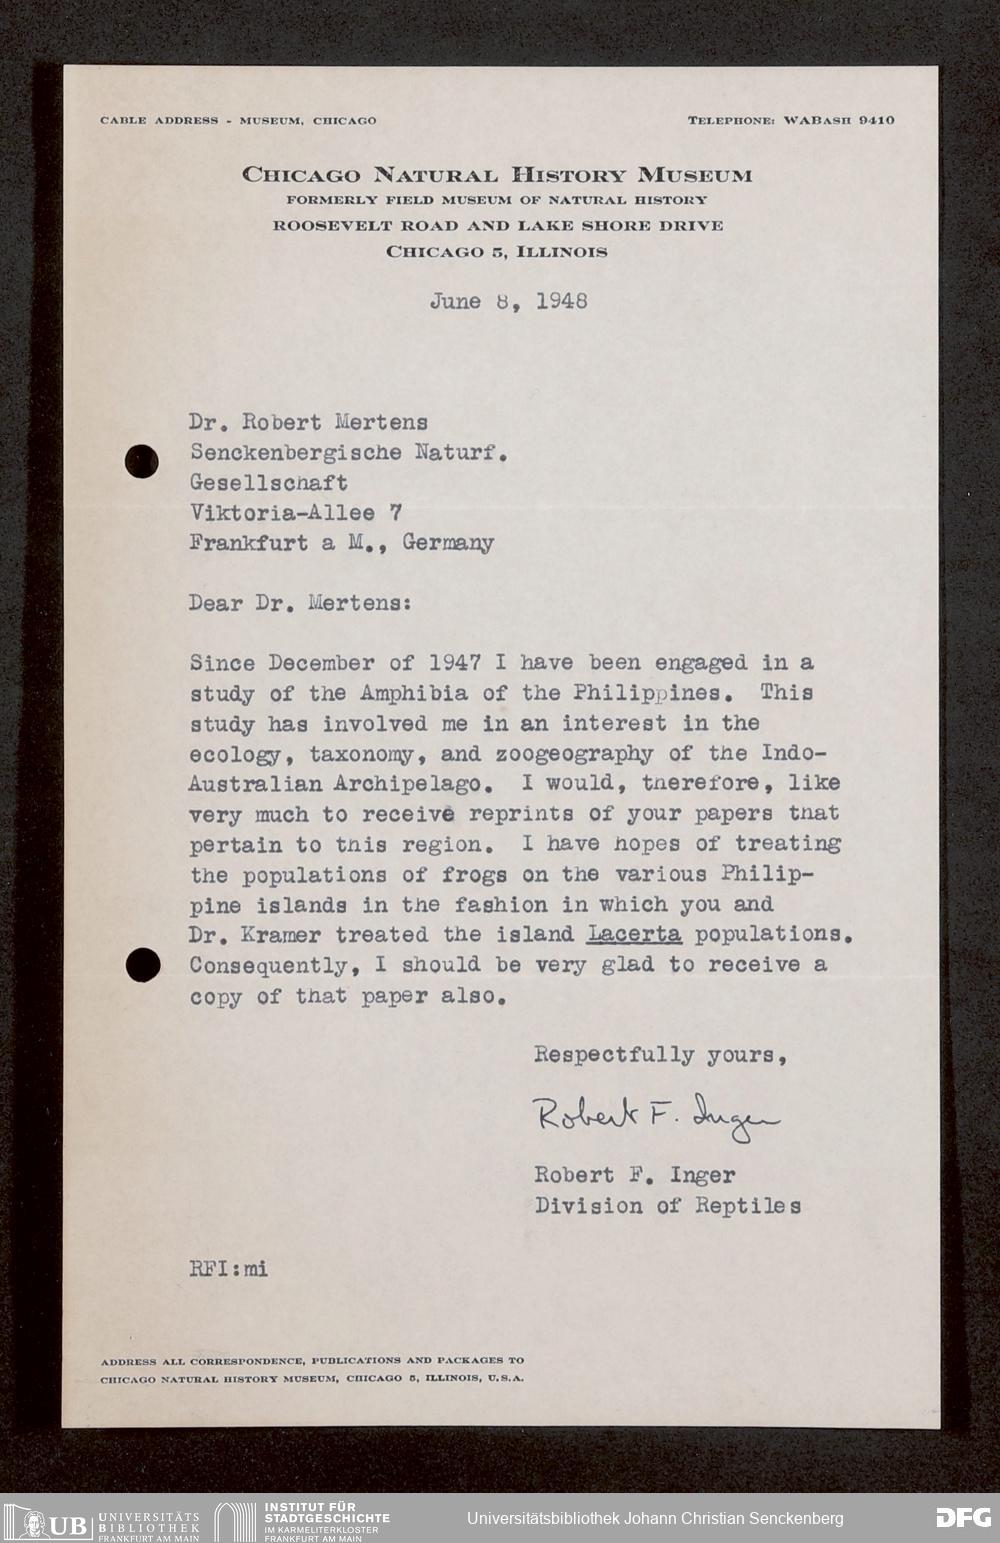 CABLE ADDRESS - MUSEUM, CHICAGO
TELEPHONE: WABASH 9410
CHICAGO NATURAL HISTORY MUSEUM
FORMERLY FIELD MUSEUM OF NATURAL HISTORY
ROOSEVELT ROAD AND LAKE SHORE DRIVE
CHICAGO 5, ILLINOIS
June 8, 1948
Dr. Robert Mertens
Senckenbergische Naturf.
Gesellschaft
Viktoria-Allee 7
Frankfurt a M., Germany
Dear Dr. Mertens:
Since December of 1947 I have been engaged in a
study of the Amphibia of the Philippines. This
study has involved me in an interest in the
ecology, taxonomy, and zoogeography of the Indo-
Australian Archipelago. I would, therefore, like
very much to receive reprints of your papers that
pertain to this region. I have hopes of treating
the populations of frogs on the various Philip-
pine islands in the fashion in which you and
Dr. Kramer treated the island Lacerta populations.
Consequently, I should be very glad to receive a
copy of that paper also.
Respectfully yours,
Robert F. Inger
Robert F. Inger
Division of Reptiles
RFI:mi
ADDRESS ALL CORRESPONDENCE, PUBLICATIONS AND PACKAGES TO
CHICAGO NATURAL HISTORY MUSEUM, CHICAGO 5, ILLINOIS, U.S.A.
UB UNIVERSITÄTS
BIBLIOTHEK
FRANKFURT AM MAIN
INSTITUT FÜR
STADTGESCHICHTE
IM KARMELITERKLOSTER
FRANKFURT AM MAIN
Universitätsbibliothek Johann Christian Senckenberg
DFG